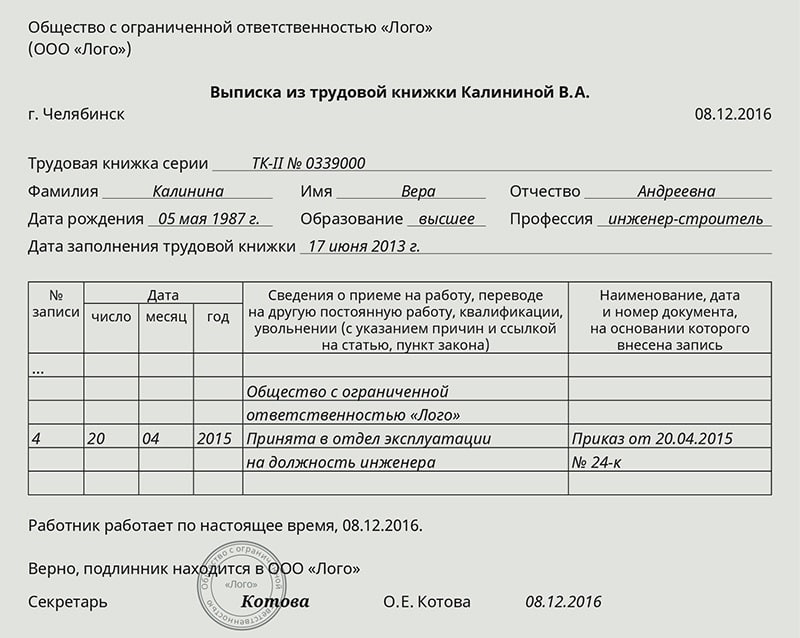 Общество с ограниченной ответственностью «Лого»
(ООО «Лого»)
Выписка из трудовой книжки Калининой В.А.
г. Челябинск 08.12.2016
Трудовая книжка серии ТК-II № 0339000
Фамилия Калинина Имя Вера Отчество Андреевна
Дата рождения 05 мая 1987 г. Образование высшее Профессия инженер-строитель
Дата заполнения трудовой книжки 17 июня 2013 г.
№ записи
Дата
число месяц год
Сведения о приеме на работу, переводе
на другую постоянную работу, квалификации,
увольнении (с указанием причин и ссылкой
на статью, пункт закона)
Наименование, дата
и номер документа,
на основании которого
внесена запись
...
Общество с ограниченной
ответственностью «Лого»
4 20 04 2015 Принята в отдел эксплуатации Приказ от 20.04.2015
на должность инженера № 24-к
Работник работает по настоящее время, 08.12.2016.
Верно, подлинник находится в ООО «Лого»
Общество с ограниченной ответственностью
«Лого»
Секретарь Котова О.Е. Котова 08.12.2016